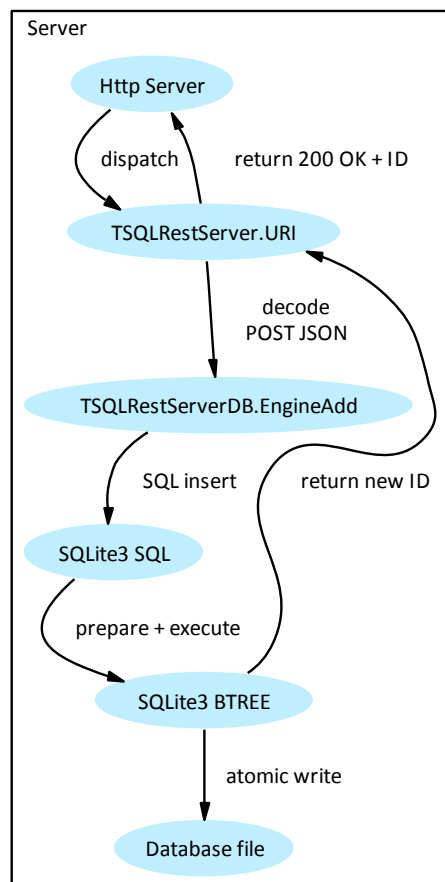 Server
Http Server
dispatch
return 200 OK + ID
TSQLRestServer.URI
decode
POST JSON
TSQLRestServerDB.EngineAdd
SQL insert
return new ID
SQLite3 SQL
prepare + execute
SQLite3 BTREE
atomic write
Database file